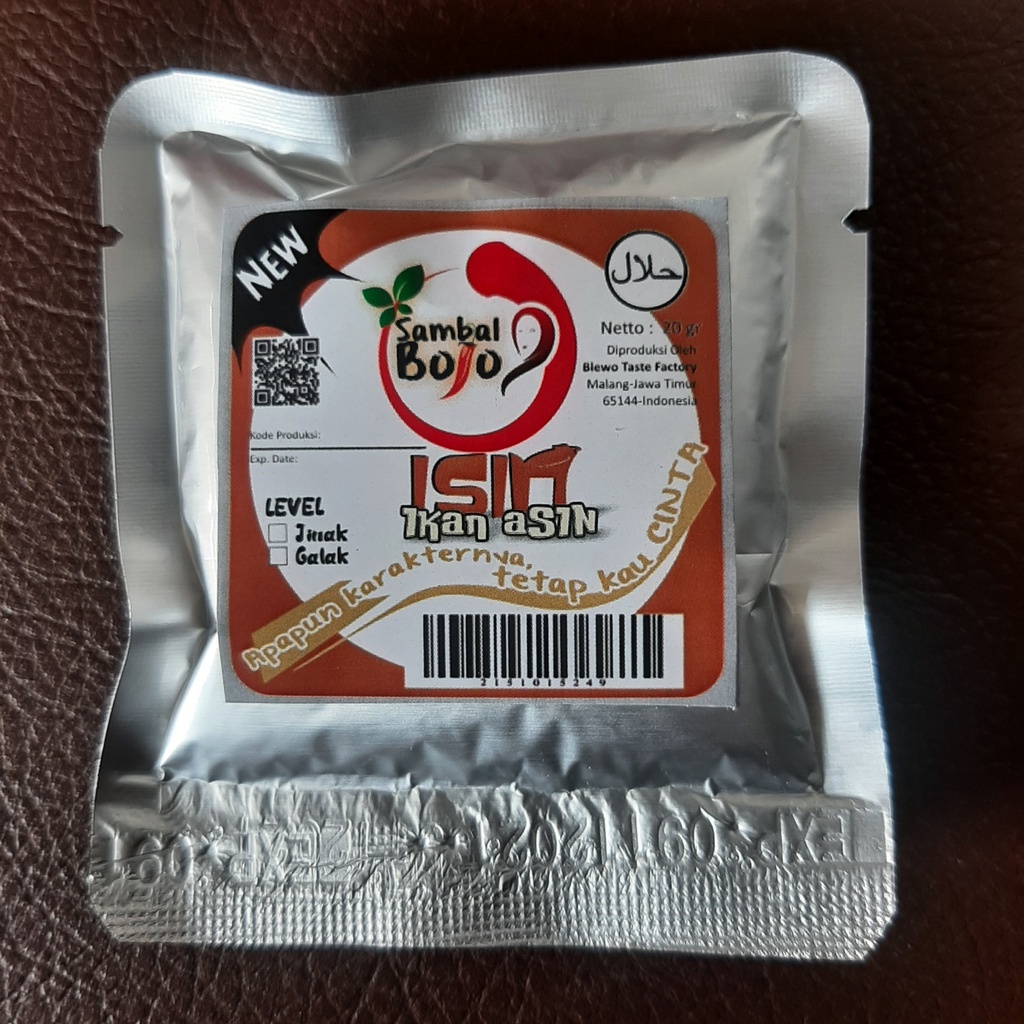 NEW
حلال
Sambal
BOJO
Netto : 20 gr
Diproduksi Oleh
Blewo Taste Factory
Malang-Jawa Timur
65144-Indonesia
Kode Produksi:
Exp. Date:
ISIN
IKan aSIN
LEVEL
Jinak
Galak
Apapun karakternya,
tetap kau CINTA
2151015249